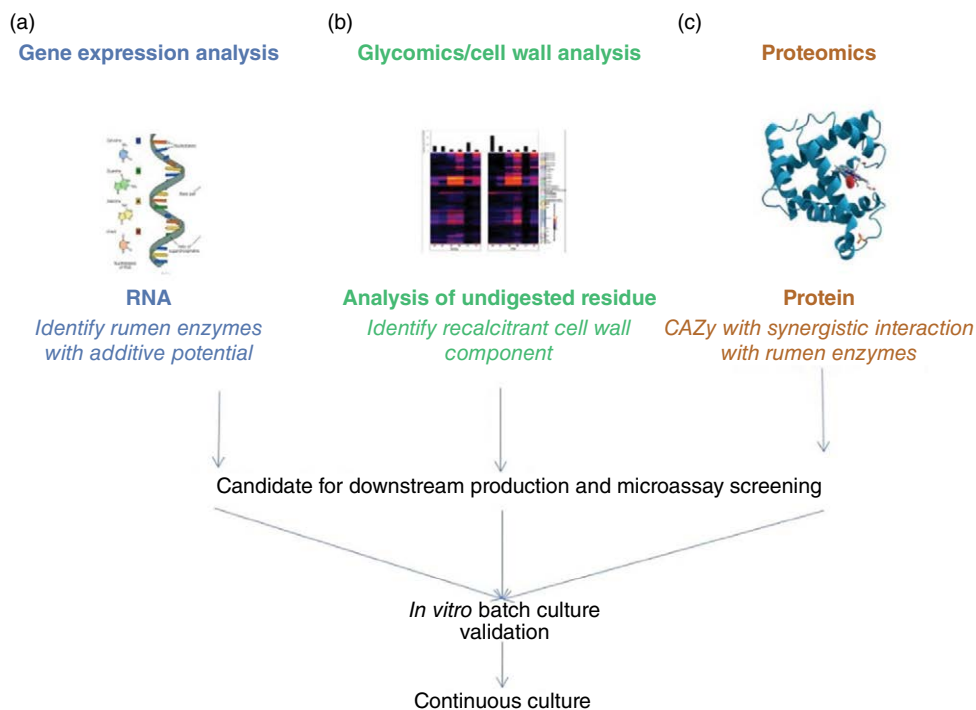 (a)
Gene expression analysis
RNA
Identify rumen enzymes
with additive potential
(b)
Glycomics/cell wall analysis
Analysis of undigested residue
Identify recalcitrant cell wall
component
(c)
Proteomics
Protein
CAZy with synergistic interaction
with rumen enzymes
Candidate for downstream production and microassay screening
In vitro batch culture
validation
Continuous culture